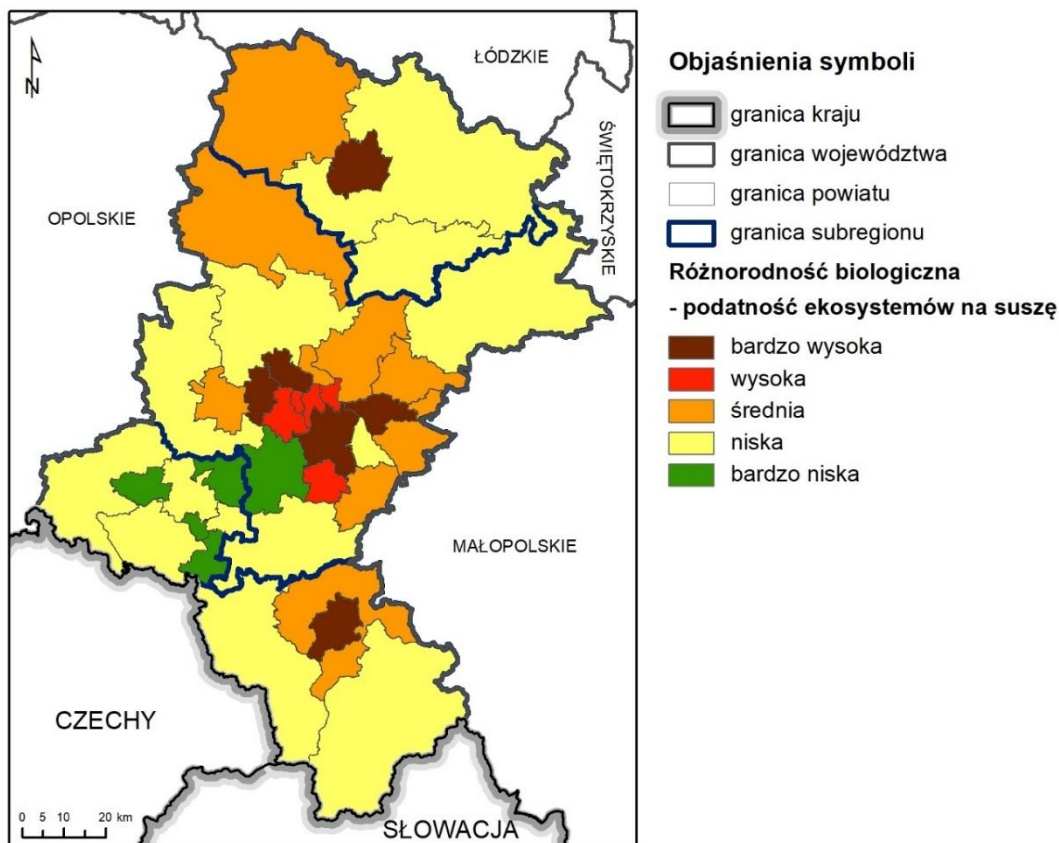 N
ŁÓDZKIE
ŚWIĘTOKRZYSKIE
OPOLSKIE
MAŁOPOLSKIE
CZECHY
SŁOWACJA
0 5 10 20 km
Objaśnienia symboli
granica kraju
granica województwa
granica powiatu
granica subregionu
Różnorodność biologiczna
- podatność ekosystemów na suszę
bardzo wysoka
wysoka
średnia
niska
bardzo niska